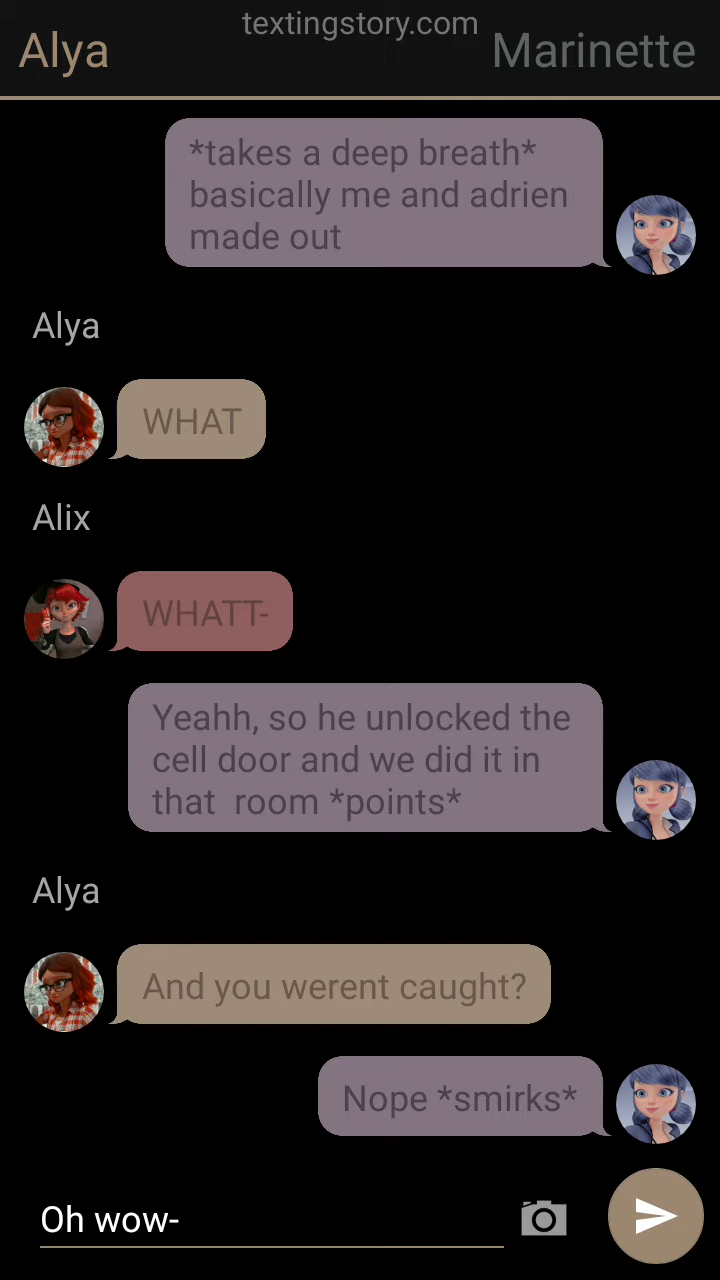 textingstory.com
Alya
Marinette
*takes a deep breath*
basically me and adrien
made out
Alya
WHAT
Alix
WHATT-
Yeahh, so he unlocked the
cell door and we did it in
that  room *points*
Alya
And you werent caught?
Nope *smirks*
Oh wow-